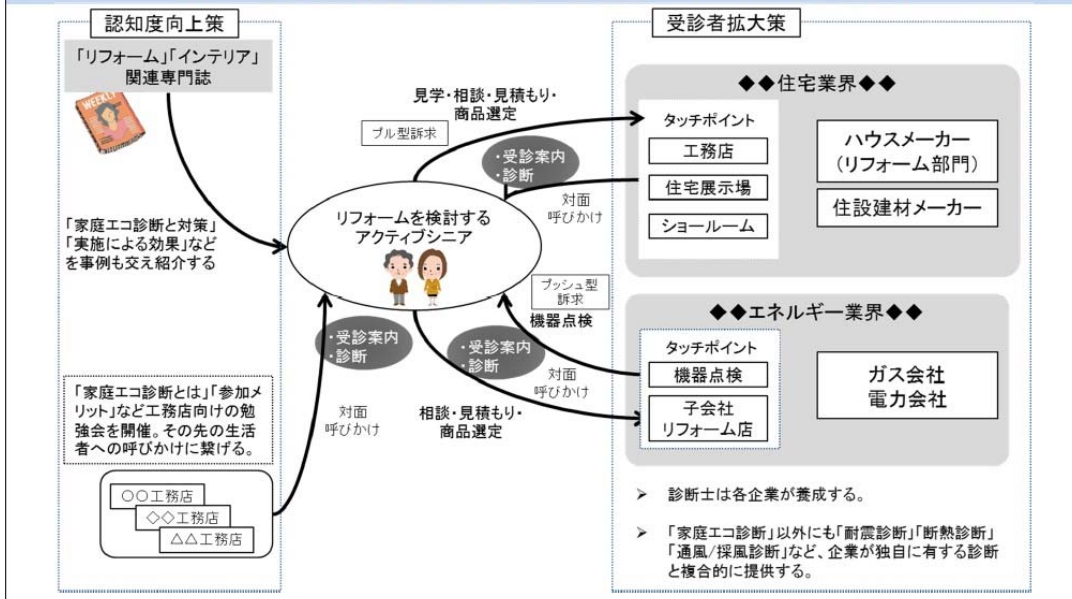 認知度向上策
「リフォーム」「インテリア」
関連専門誌
WEEKLY
「家庭エコ診断と対策」
「実施による効果」など
を事例も交え紹介する
「家庭エコ診断とは」「参加メ
リット」など工務店向けの勉
強会を開催。その先の生活
者への呼びかけに繋げる。
○○工務店
◇◇工務店
△△工務店
見学・相談・見積もり・
商品選定
プル型訴求
・受診案内
・診断
対面
呼びかけ
リフォームを検討する
アクティブシニア
プッシュ型
訴求
機器点検
・受診案内
・診断
対面
呼びかけ
・受診案内
・診断
対面
呼びかけ
相談・見積もり・
商品選定
受診者拡大策
◆◆住宅業界◆◆
タッチポイント
工務店
住宅展示場
ショールーム
ハウスメーカー
(リフォーム部門)
住設建材メーカー
◆◆エネルギー業界◆◆
タッチポイント
機器点検
子会社
リフォーム店
ガス会社
電力会社
➢ 診断士は各企業が養成する。
➢ 「家庭エコ診断」以外にも「耐震診断」「断熱診断」
「通風/採風診断」など、企業が独自に有する診断
と複合的に提供する。